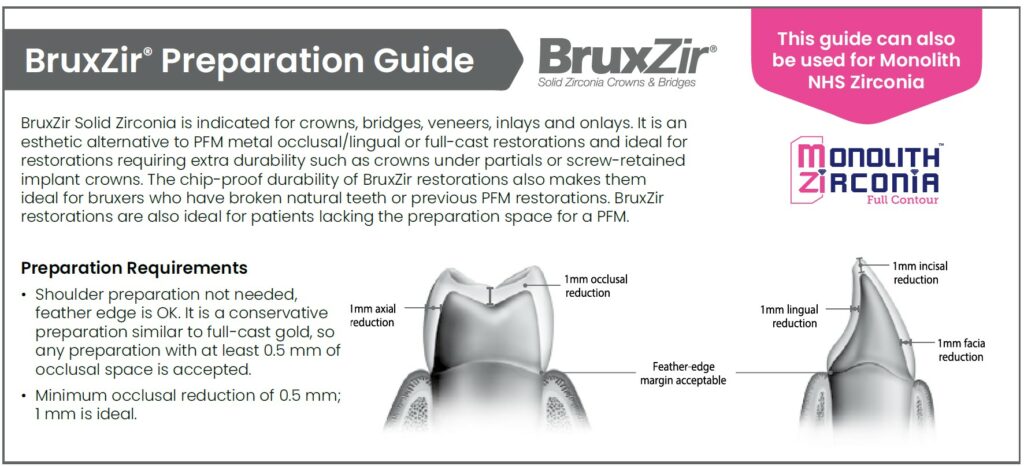 BruxZir® Preparation Guide
BruxZir®
Solid Zirconia Crowns & Bridges
This guide can also
be used for Monolith
NHS Zirconia
BruxZir Solid Zirconia is indicated for crowns, bridges, veneers, inlays and onlays. It is an
esthetic alternative to PFM metal occlusal/lingual or full-cast restorations and ideal for
restorations requiring extra durability such as crowns under partials or screw-retained
implant crowns. The chip-proof durability of BruxZir restorations also makes them
ideal for bruxers who have broken natural teeth or previous PFM restorations. BruxZir
restorations are also ideal for patients lacking the preparation space for a PFM.
MONOLITH™
ZIRCONIA
Full Contour
Preparation Requirements
• Shoulder preparation not needed,
feather edge is OK. It is a conservative
preparation similar to full-cast gold, so
any preparation with at least 0.5 mm of
occlusal space is accepted.
• Minimum occlusal reduction of 0.5 mm;
1 mm is ideal.
1mm axial
reduction
1mm occlusal
reduction
Feather-edge
margin acceptable
1mm incisal
reduction
1mm lingual
reduction
1mm facia
reduction